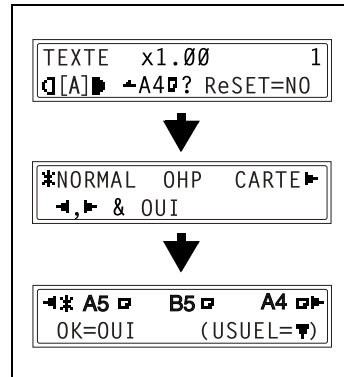 TEXTE x1.00 1
[A] A4? ReSET=NO
*NORMAL OHP CARTE►
◄,► & OUI
◄* A5 B5 A4 ►
OK=OUI (USUEL=▼)